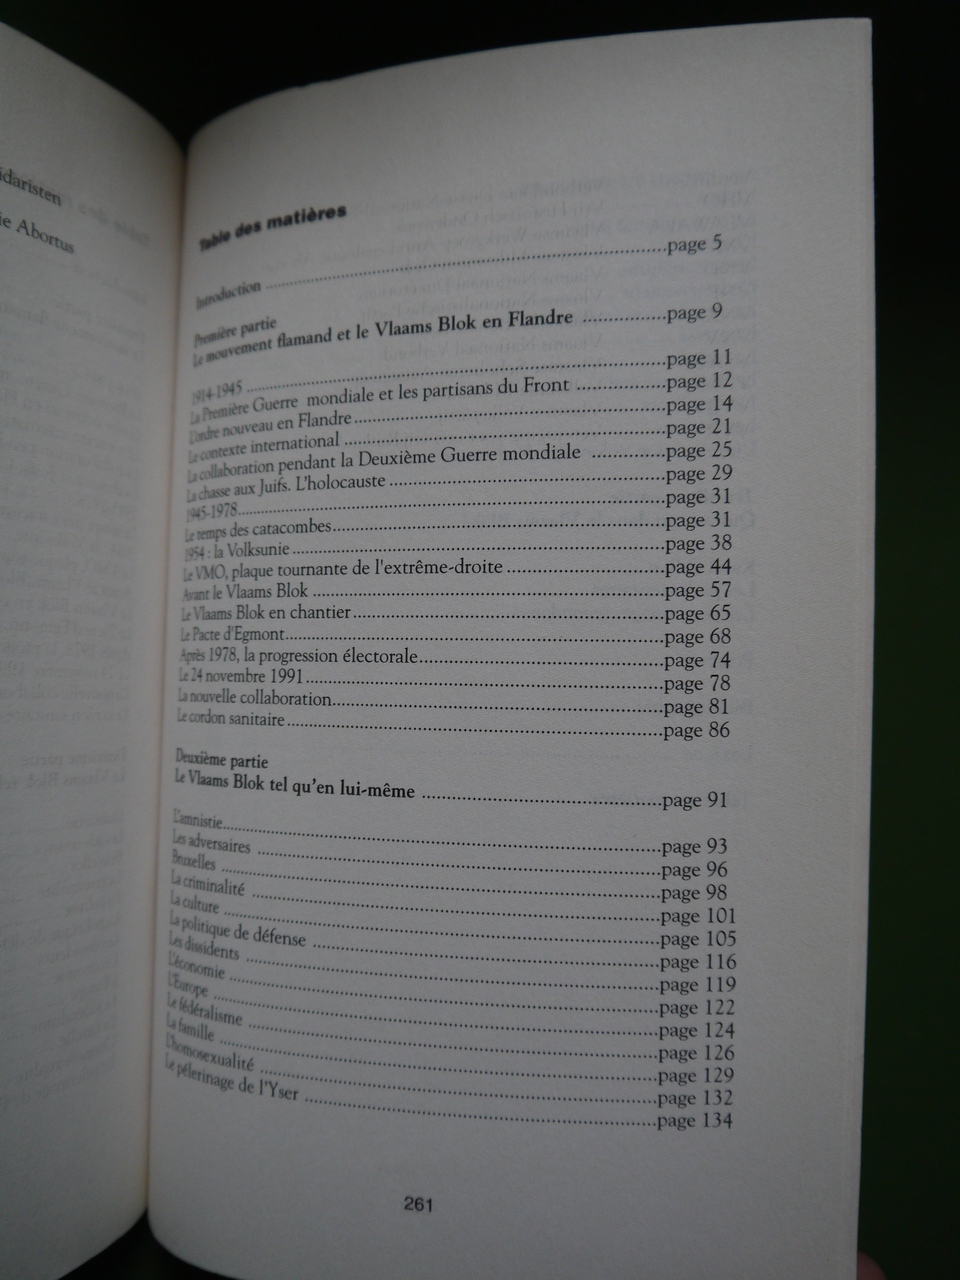 idaristen
ie Abortus
Table des matières
Introduction ........................page 5
Première partie
Le mouvement flamand et le Vlaams Blok en Flandre ........................page 9
1914-1945 ........................page 11
La Première Guerre mondiale et les partisans du Front ........................page 12
L'ordre nouveau en Flandre ........................page 14
Le contexte international ........................page 21
La collaboration pendant la Deuxième Guerre mondiale ........................page 25
La chasse aux Juifs. L'holocauste ........................page 29
1945-1978 ........................page 31
Le temps des catacombes ........................page 31
1954 : la Volksunie ........................page 38
Le VMO, plaque tournante de l'extrême-droite ........................page 44
Avant le Vlaams Blok ........................page 57
Le Vlaams Blok en chantier ........................page 65
Le Pacte d'Egmont ........................page 68
Après 1978, la progression électorale ........................page 74
Le 24 novembre 1991 ........................page 78
La nouvelle collaboration ........................page 81
Le cordon sanitaire ........................page 86
Deuxième partie
Le Vlaams Blok tel qu'en lui-même ........................page 91
L'amnistie ........................page 93
Les adversaires ........................page 96
Bruxelles ........................page 98
La criminalité ........................page 101
La culture ........................page 105
La politique de défense ........................page 116
Les dissidents ........................page 119
L'économie ........................page 122
L'Europe ........................page 124
Le fédéralisme ........................page 126
La famille ........................page 129
L'homosexualité ........................page 132
Le pélerinage de l'Yser ........................page 134
261